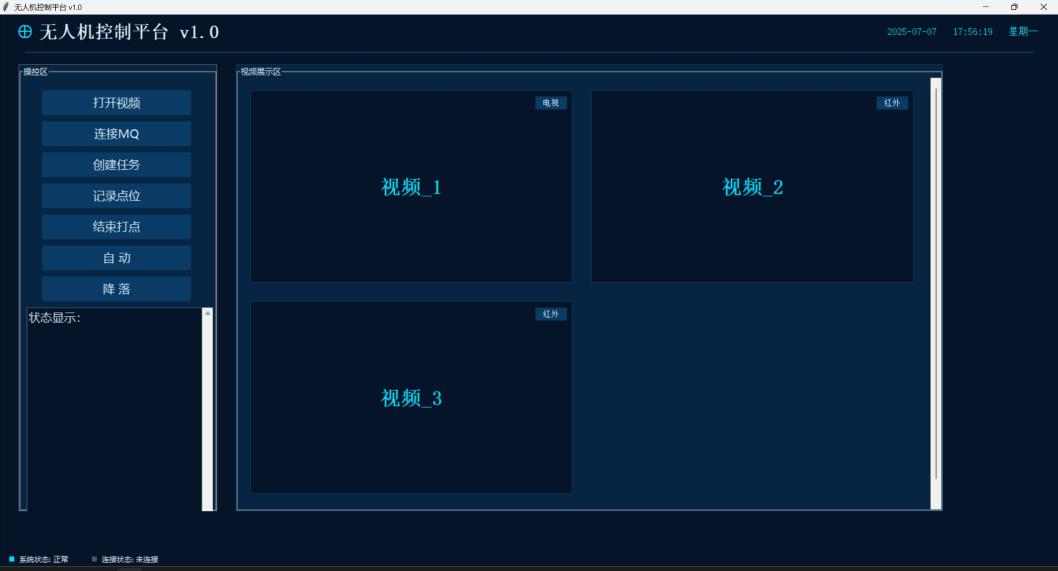 无人机控制平台 v1.0
无人机控制平台 v1.0
2025-07-07 17:56:19 星期一
操控区
打开视频
连接MQ
创建任务
记录点位
结束打点
自 动
降 落
状态显示:
视频展示区
电视
视频_1
红外
视频_2
红外
视频_3
系统状态: 正常
连接状态: 未连接